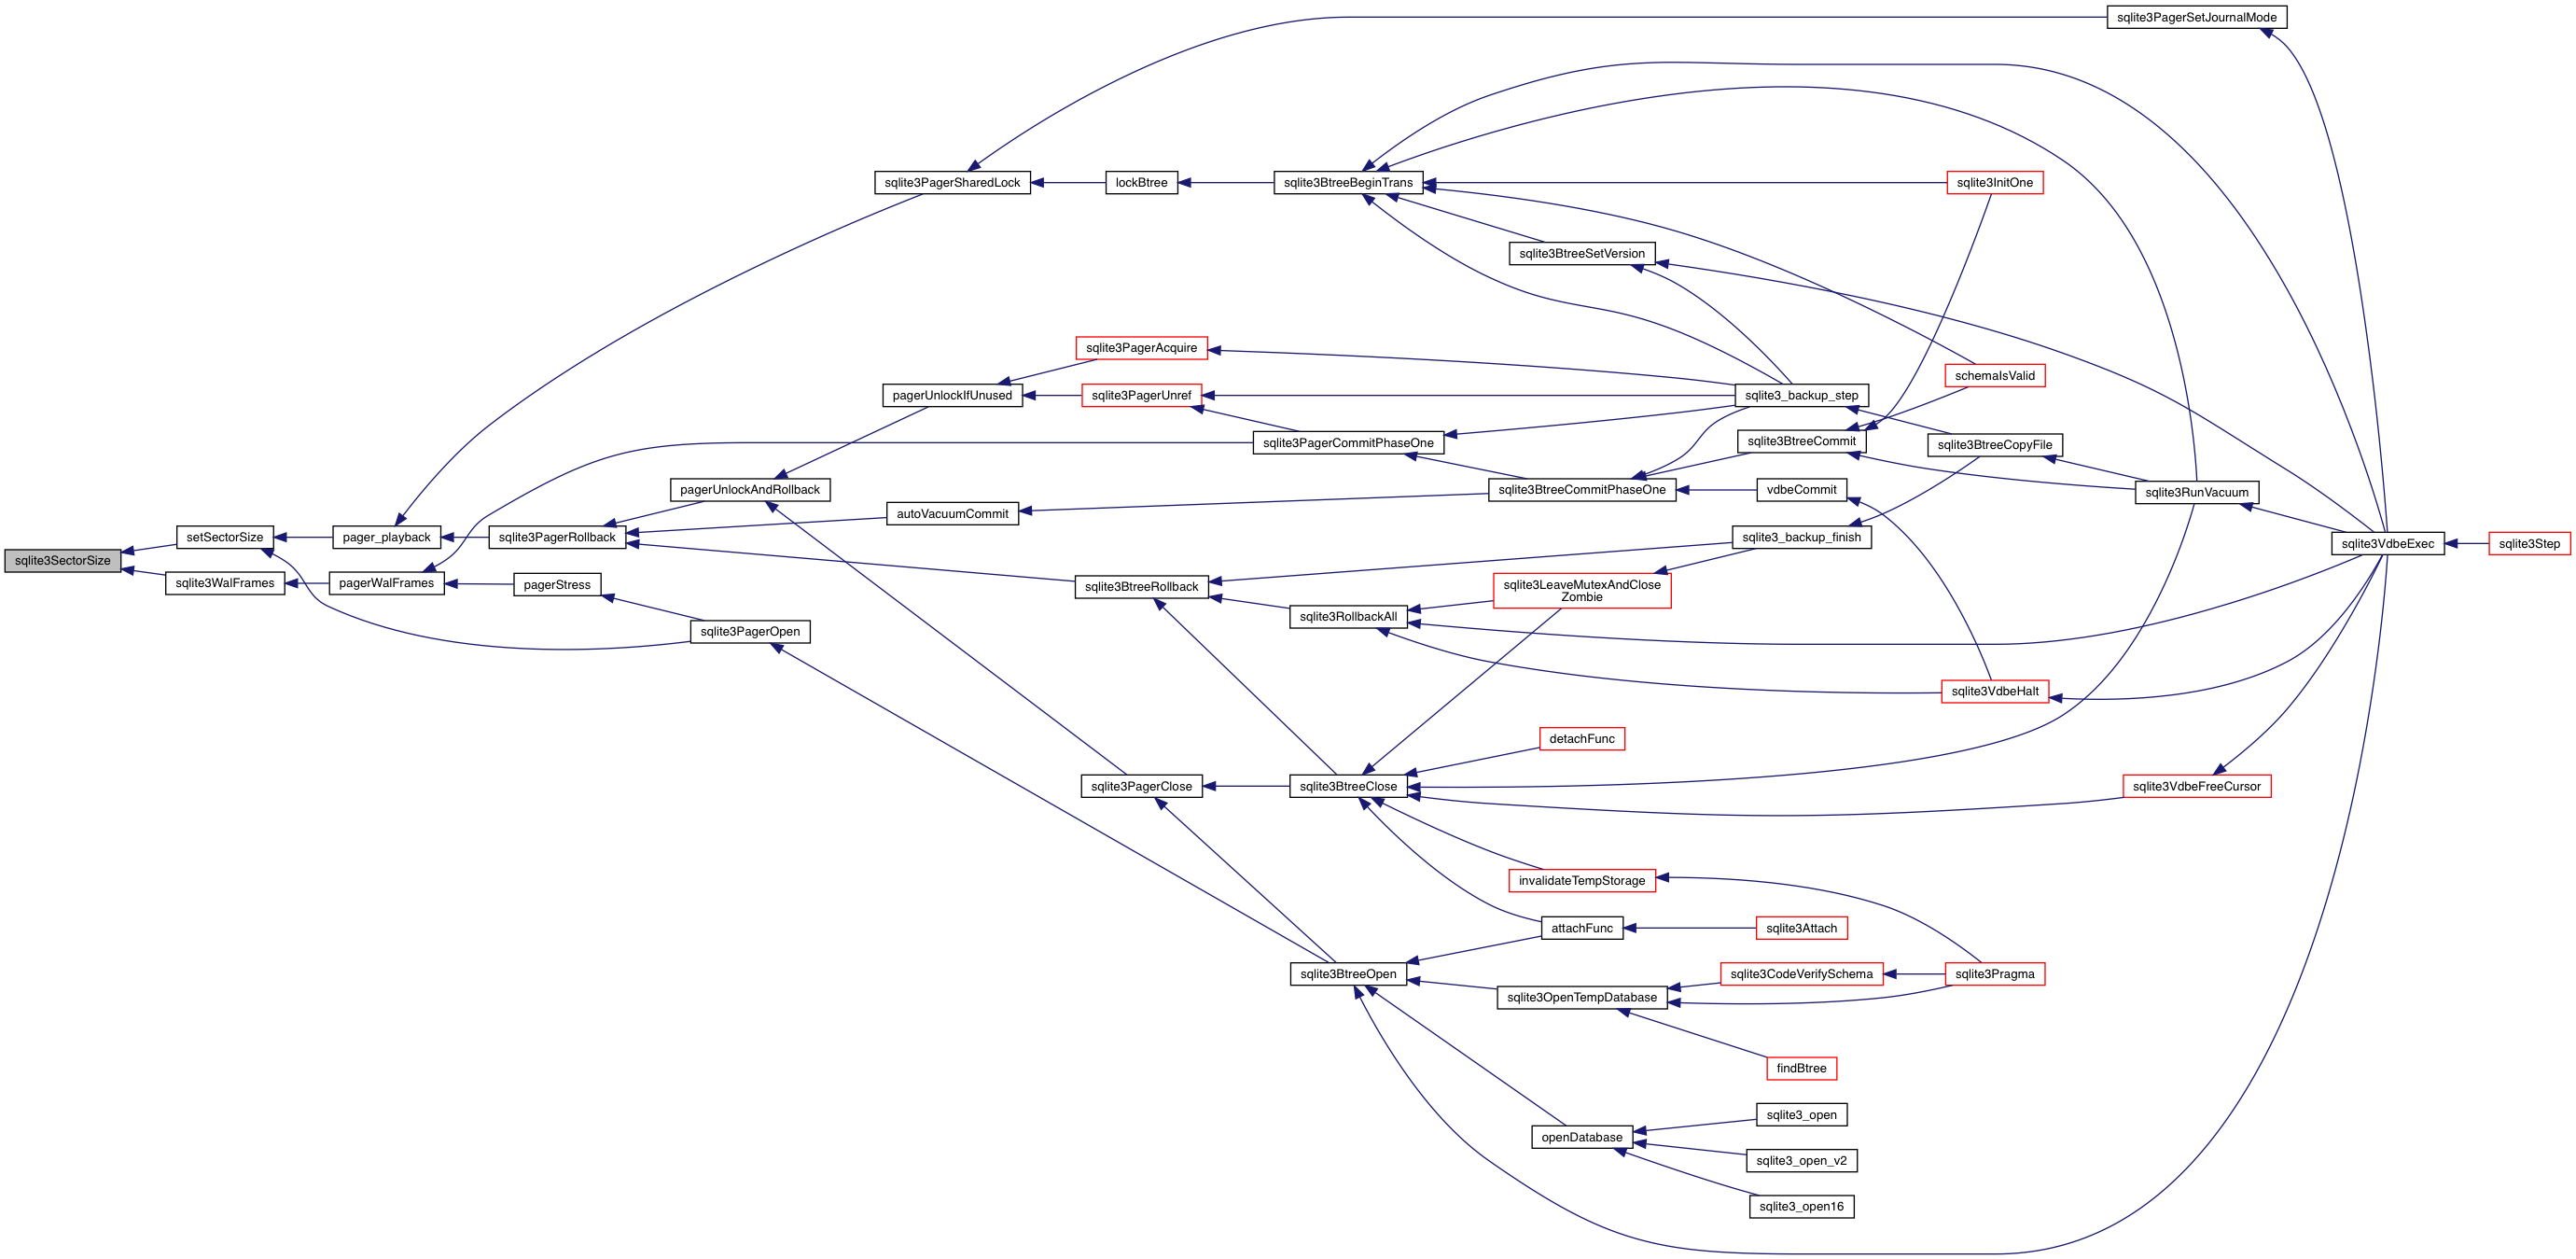 sqlite3PagerSetJournalMode
sqlite3PagerSharedLock
lockBtree
sqlite3BtreeBeginTrans
sqlite3InitOne
sqlite3BtreeSetVersion
sqlite3PagerAcquire
schemaIsValid
pagerUnlockIfUnused
sqlite3PagerUnref
sqlite3_backup_step
sqlite3PagerCommitPhaseOne
sqlite3BtreeCommit
sqlite3BtreeCopyFile
pagerUnlockAndRollback
sqlite3BtreeCommitPhaseOne
vdbeCommit
sqlite3RunVacuum
autoVacuumCommit
setSectorSize
pager_playback
sqlite3PagerRollback
sqlite3_backup_finish
sqlite3VdbeExec
sqlite3Step
sqlite3SectorSize
sqlite3WalFrames
pagerWalFrames
pagerStress
sqlite3BtreeRollback
sqlite3LeaveMutexAndClose
Zombie
sqlite3RollbackAll
sqlite3PagerOpen
sqlite3VdbeHalt
detachFunc
sqlite3PagerClose
sqlite3BtreeClose
sqlite3VdbeFreeCursor
invalidateTempStorage
attachFunc
sqlite3Attach
sqlite3BtreeOpen
sqlite3CodeVerifySchema
sqlite3Pragma
sqlite3OpenTempDatabase
findBtree
sqlite3_open
openDatabase
sqlite3_open_v2
sqlite3_open16